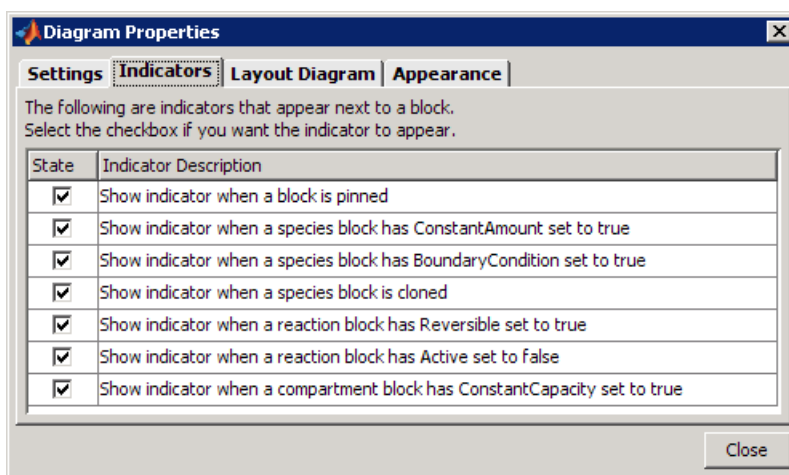 Diagram Properties
Settings Indicators Layout Diagram Appearance
The following are indicators that appear next to a block.
Select the checkbox if you want the indicator to appear.
State Indicator Description
Show indicator when a block is pinned
Show indicator when a species block has ConstantAmount set to true
Show indicator when a species block has BoundaryCondition set to true
Show indicator when a species block is cloned
Show indicator when a reaction block has Reversible set to true
Show indicator when a reaction block has Active set to false
Show indicator when a compartment block has ConstantCapacity set to true
Close